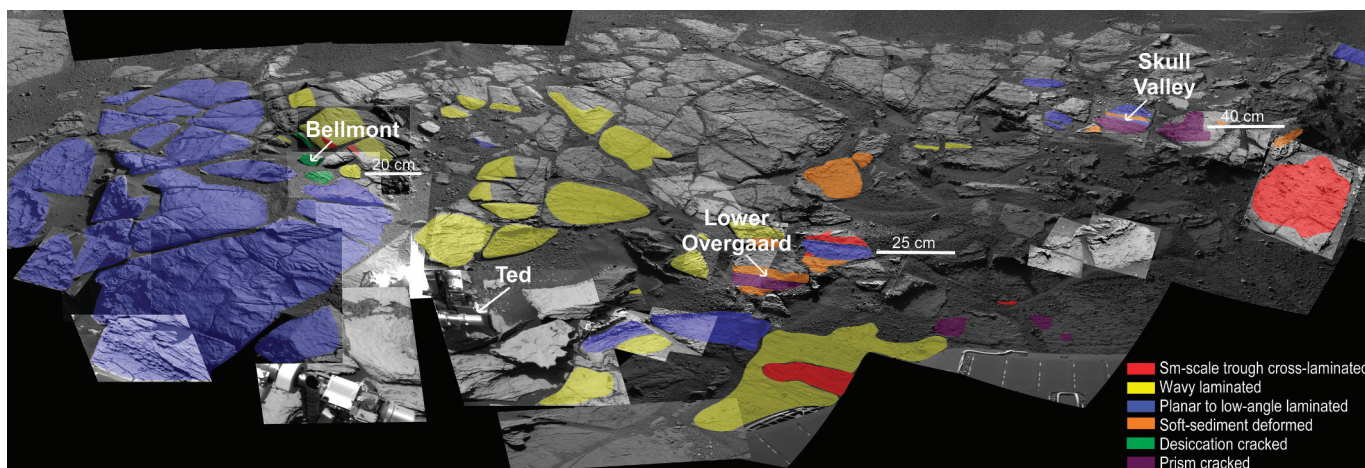 Skull
Valley
40 cm
Bellmont
20 cm
Lower
Overgaard
25 cm
Ted
Sm-scale trough cross-laminated
Wavy laminated
Planar to low-angle laminated
Soft-sediment deformed
Desiccation cracked
Prism cracked